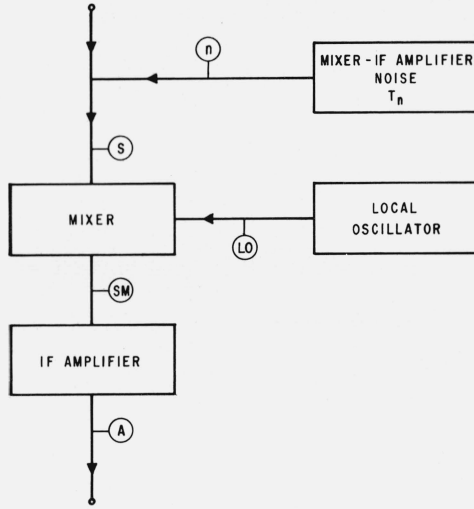 n
MIXER-IF AMPLIFIER
NOISE
Tn
S
MIXER
LOCAL
OSCILLATOR
LO
SM
IF AMPLIFIER
A